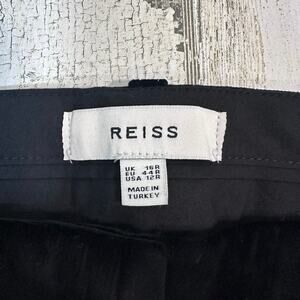 REISS
UK 16R
EU 44R
USA 12R
MADE IN
TURKEY